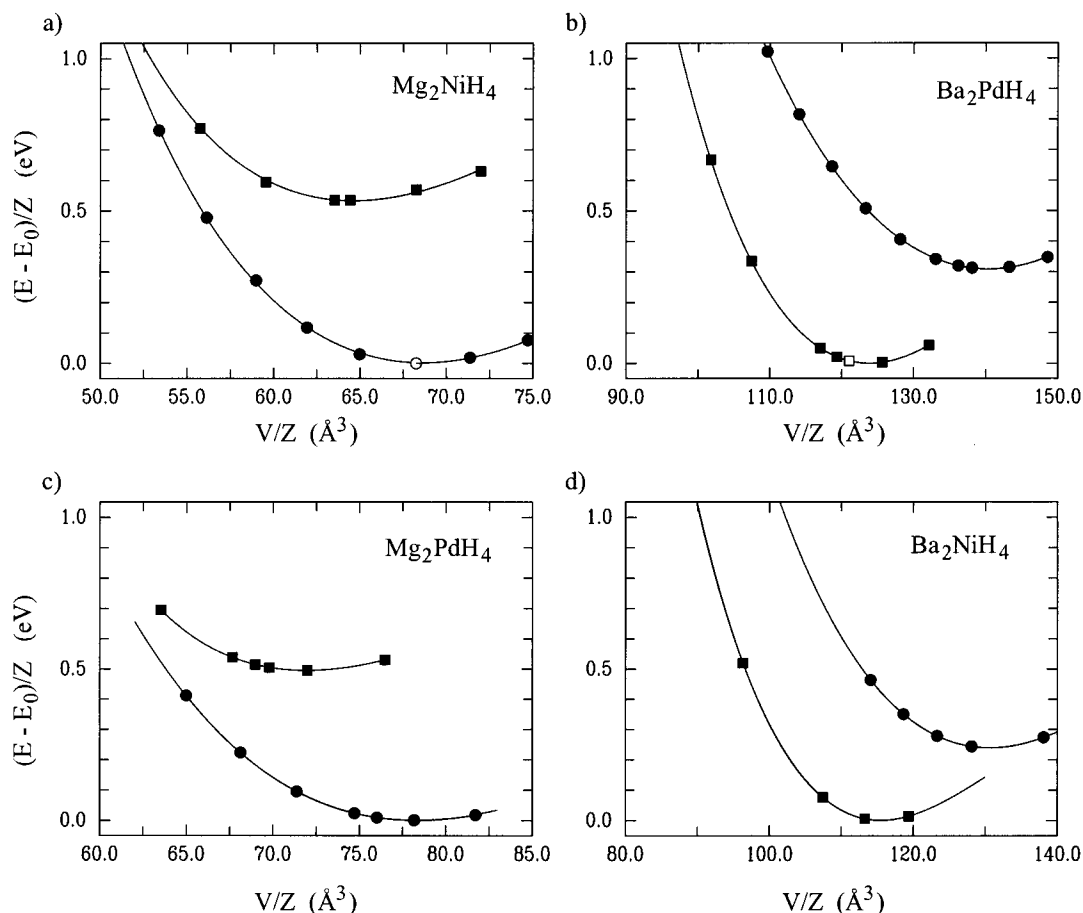 a)
Mg2NiH4
1.0
0.5
0.0
50.0 55.0 60.0 65.0 70.0 75.0
V/Z (Å3)
(E - E0)/Z (eV)
b)
Ba2PdH4
1.0
0.5
0.0
90.0 110.0 130.0 150.0
V/Z (Å3)
c)
Mg2PdH4
1.0
0.5
0.0
60.0 65.0 70.0 75.0 80.0 85.0
V/Z (Å3)
(E - E0)/Z (eV)
d)
Ba2NiH4
1.0
0.5
0.0
80.0 100.0 120.0 140.0
V/Z (Å3)